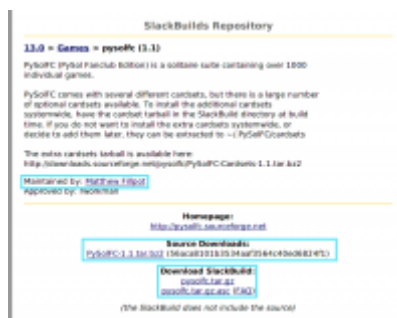 SlackBuilds Repository
13.0 > Games > pysolfc (1.1)
PySolFC (PySol Fanclub Edition) is a solitaire suite containing over 1000
individual games.
PySolFC comes with several different cardsets, but there is a large number
of optional cardsets available. To install the additional cardsets
systemwide, have the cardset tarball in the SlackBuild directory at build
time. If you do not want to install the extra cardsets systemwide, or
decide to add them later, they can be extracted to ~/.PySolFC/cardsets
The extra cardsets tarball is available here:
http://downloads.sourceforge.net/pysolfc/PySolFC-Cardsets-1.1.tar.bz2
Maintained by: Matthew Fillpot
Approved by:
Homepage:
http://pysolfc.sourceforge.net
Source Downloads:
PySolFC-1.1.tar.bz2
Download SlackBuild:
pysolfc.tar.gz
pysolfc.tar.gz.asc (FAQ)
(the SlackBuild does not include the source)